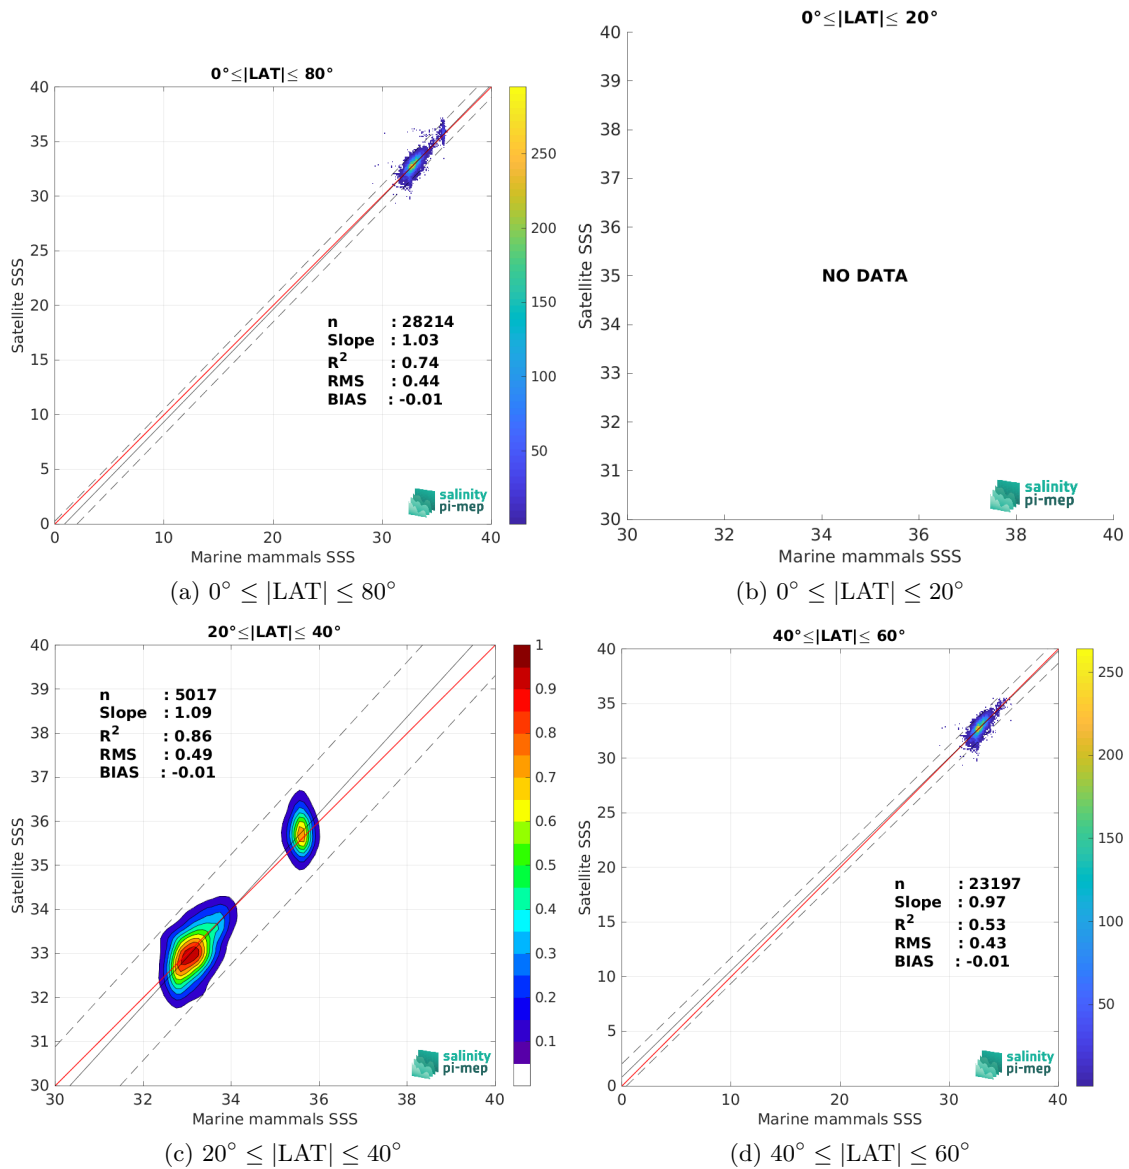 0°≤|LAT|≤ 80°
40
35
30
25
20
15
10
5
0
Satellite SSS
n : 28214
Slope : 1.03
R² : 0.74
RMS : 0.44
BIAS : -0.01
salinity
pi-mep
0 10 20 30 40
Marine mammals SSS
250
200
150
100
50
(a) 0° ≤ |LAT| ≤ 80°
0°≤|LAT|≤ 20°
40
39
38
37
36
35
34
33
32
31
30
Satellite SSS
NO DATA
salinity
pi-mep
30 32 34 36 38 40
Marine mammals SSS
(b) 0° ≤ |LAT| ≤ 20°
20°≤|LAT|≤ 40°
40
39
38
37
36
35
34
33
32
31
30
Satellite SSS
n : 5017
Slope : 1.09
R² : 0.86
RMS : 0.49
BIAS : -0.01
salinity
pi-mep
30 32 34 36 38 40
Marine mammals SSS
1
0.9
0.8
0.7
0.6
0.5
0.4
0.3
0.2
0.1
(c) 20° ≤ |LAT| ≤ 40°
40°≤|LAT|≤ 60°
40
35
30
25
20
15
10
5
0
Satellite SSS
n : 23197
Slope : 0.97
R² : 0.53
RMS : 0.43
BIAS : -0.01
salinity
pi-mep
0 10 20 30 40
Marine mammals SSS
250
200
150
100
50
(d) 40° ≤ |LAT| ≤ 60°